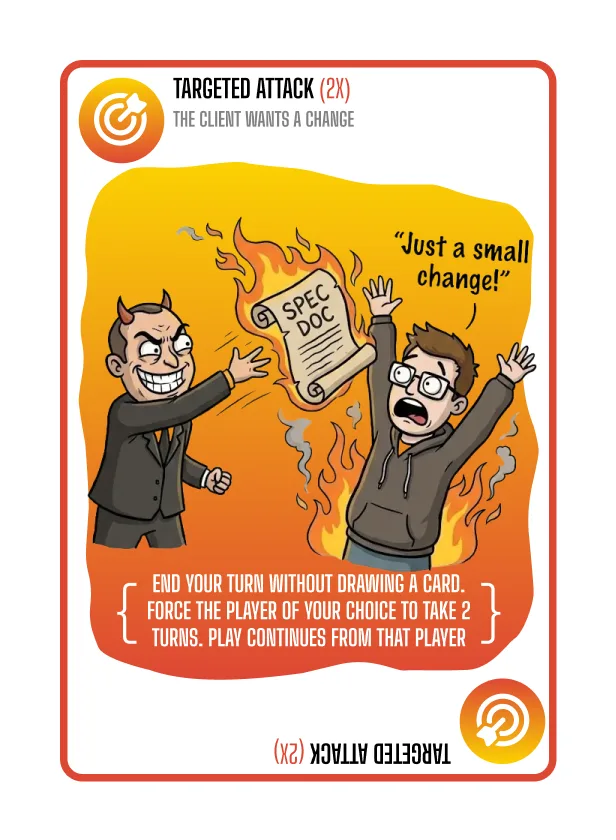 TARGETED ATTACK (2X)
THE CLIENT WANTS A CHANGE
“Just a small
change!”
SPEC
DOC
END YOUR TURN WITHOUT DRAWING A CARD.
FORCE THE PLAYER OF YOUR CHOICE TO TAKE 2
TURNS. PLAY CONTINUES FROM THAT PLAYER
TARGETED ATTACK (2X)